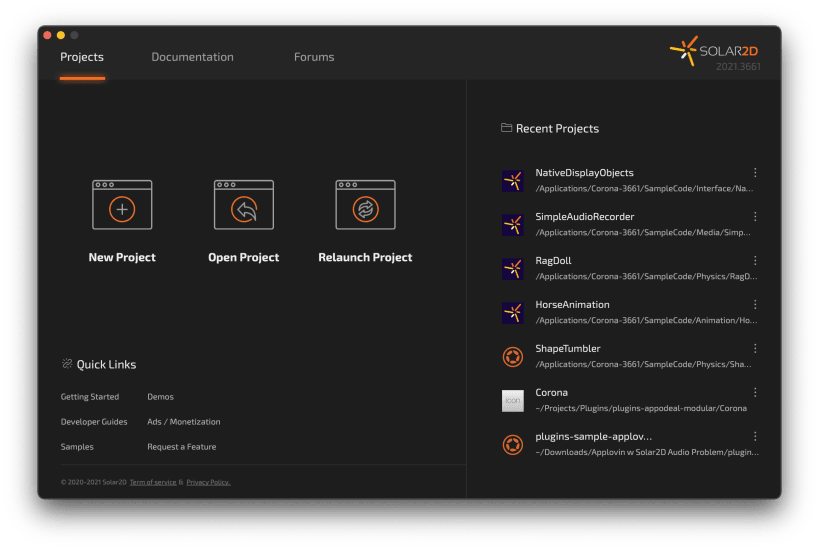 Projects
Documentation
Forums
SOLAR2D
2021.3661
New Project
Open Project
Relaunch Project
Quick Links
Getting Started
Demos
Developer Guides
Ads / Monetization
Samples
Request a Feature
© 2020-2021 Solar2D Term of service & Privacy Policy.
Recent Projects
NativeDisplayObjects
/Applications/Corona-3661/SampleCode/Interface/Na...
SimpleAudioRecorder
/Applications/Corona-3661/SampleCode/Media/Simp...
RagDoll
/Applications/Corona-3661/SampleCode/Physics/RagD...
HorseAnimation
/Applications/Corona-3661/SampleCode/Animation/Ho...
ShapeTumbler
/Applications/Corona-3661/SampleCode/Physics/Sha...
icon
Corona
~/Projects/Plugins/plugins-appodeal-modular/Corona
plugins-sample-applov...
~/Downloads/Applovin w Solar2D Audio Problem/plugin...